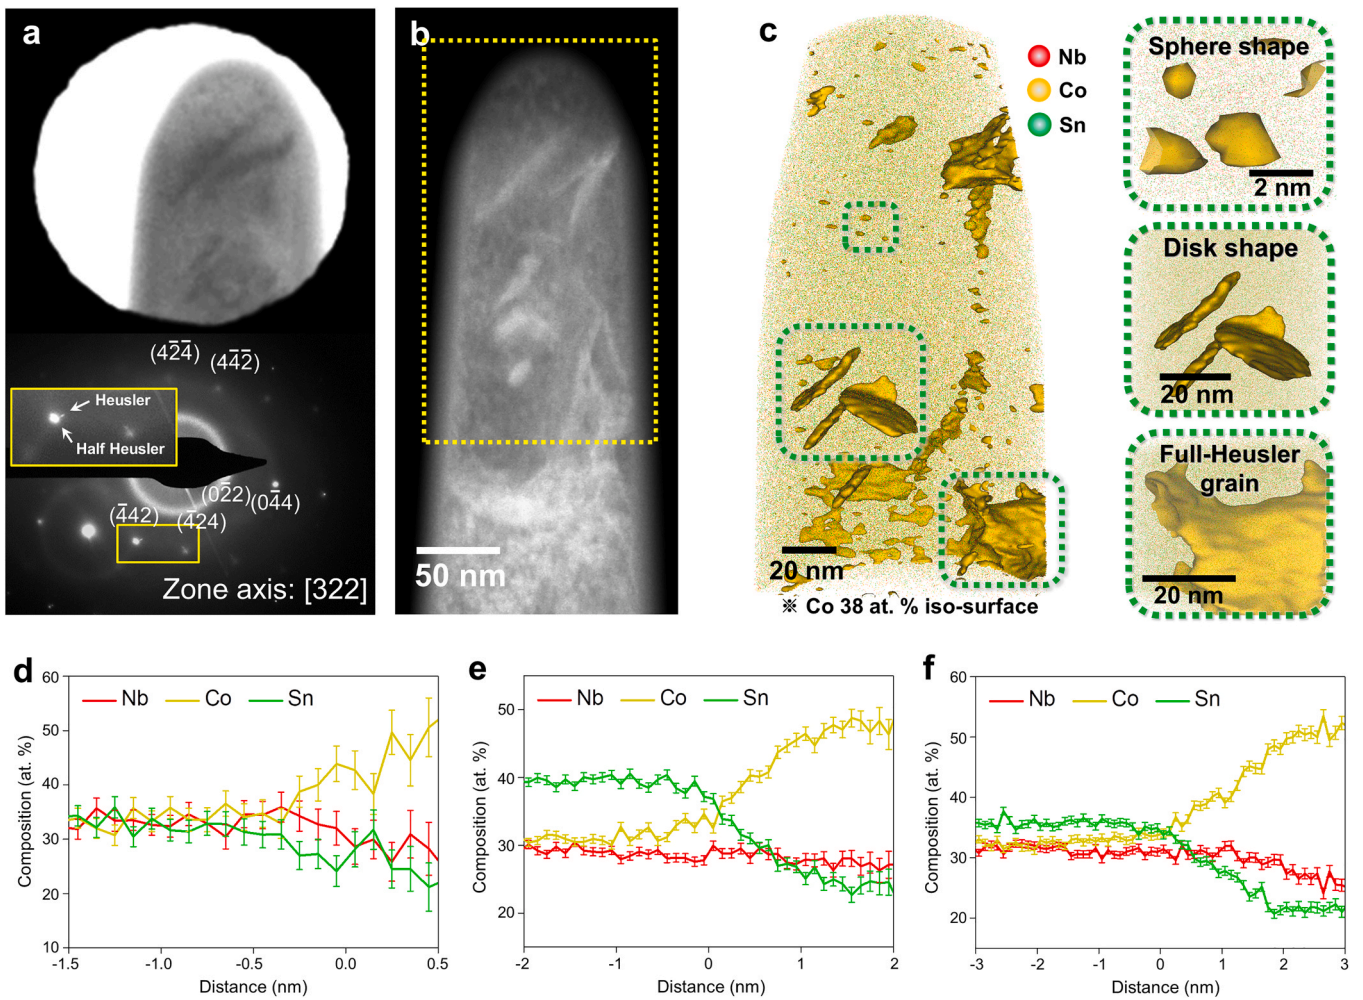 a
(42̅4̅)
(44̅2̅)
Heusler
Half Heusler
(02̅2)
(04̅4)
(4̅42)
(4̅24)
Zone axis: [322]
b
50 nm
c
Nb
Co
Sn
20 nm
※ Co 38 at. % iso-surface
Sphere shape
2 nm
Disk shape
20 nm
Full-Heusler
grain
20 nm
d
Nb Co Sn
Composition (at. %)
60
50
40
30
20
10
-1.5 -1.0 -0.5 0.0 0.5
Distance (nm)
e
Nb Co Sn
Composition (at. %)
50
40
30
20
-2 -1 0 1 2
Distance (nm)
f
Nb Co Sn
Composition (at. %)
60
50
40
30
20
-3 -2 -1 0 1 2 3
Distance (nm)